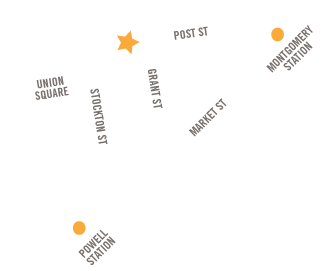 POST ST
MONTGOMERY
STATION
UNION
SQUARE
GRANT ST
STOCKTON ST
MARKET ST
POWELL
STATION